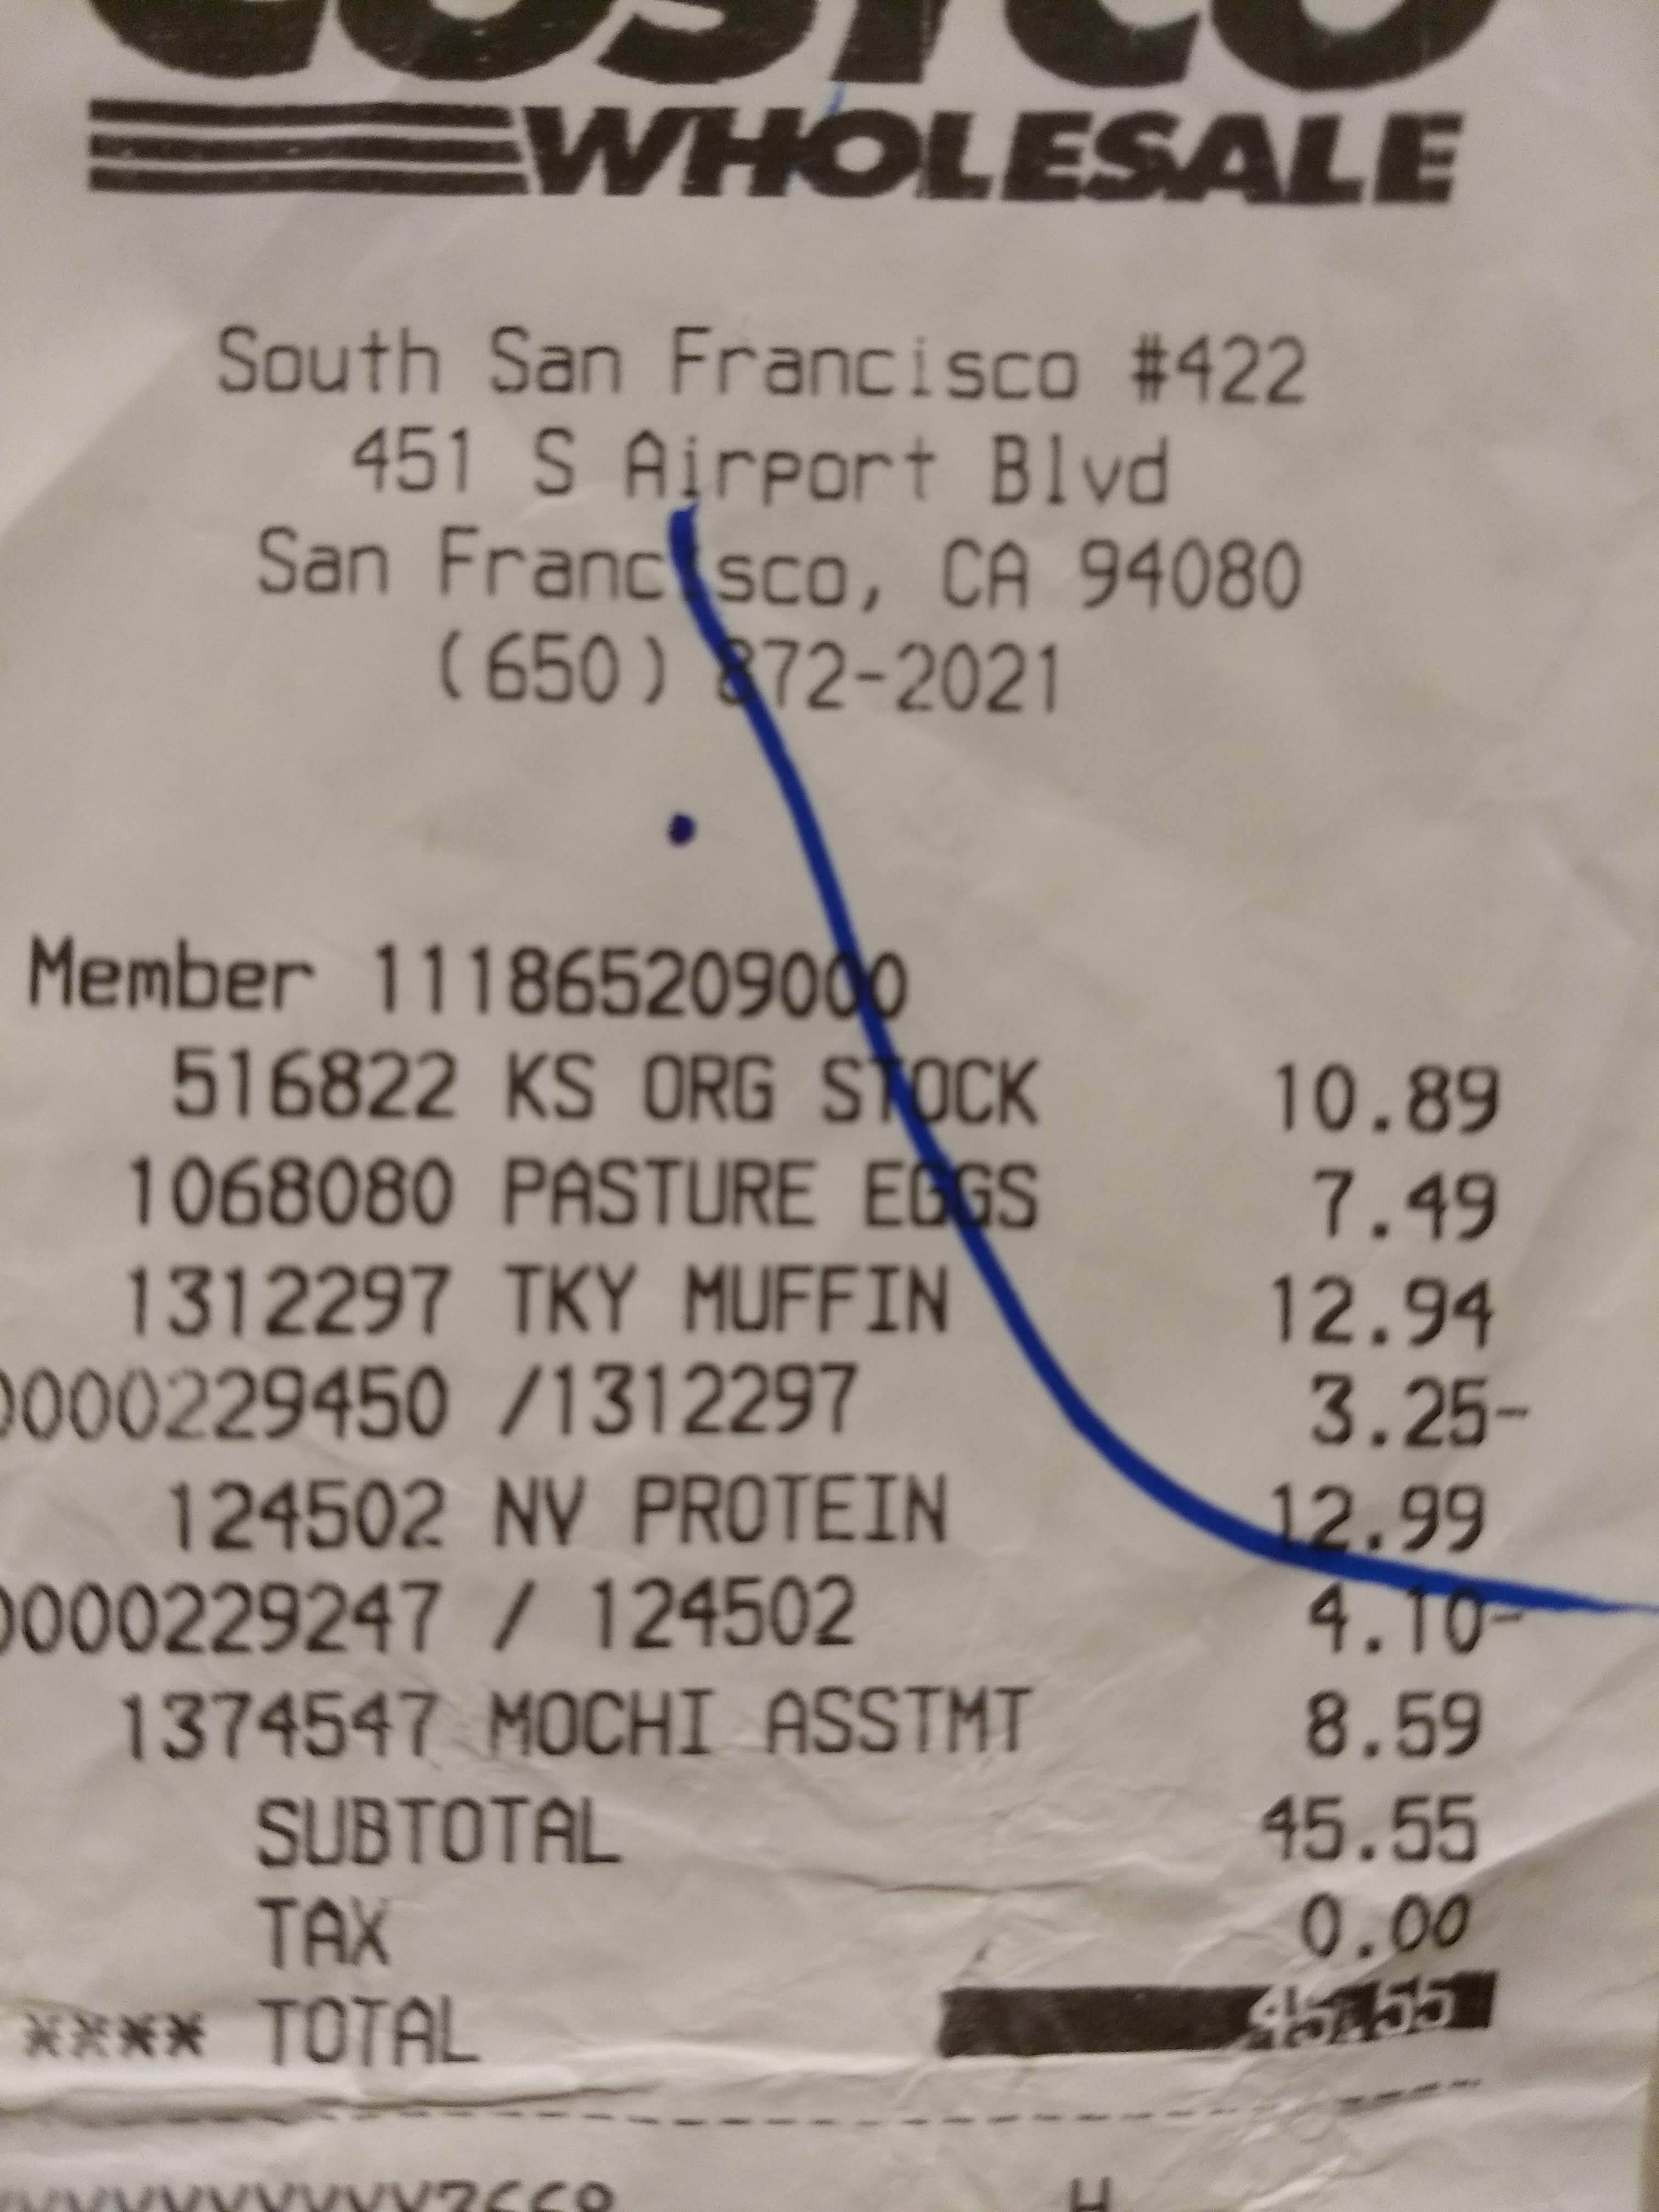 COSTCO
WHOLESALE
South San Francisco #422
451 S Airport Blvd
San Francisco, CA 94080
(650) 872-2021
Member 111865209000
516822 KS ORG STOCK 10.89
1068080 PASTURE EGGS 7.49
1312297 TKY MUFFIN 12.94
0000229450 /1312297 3.25-
124502 NV PROTEIN 12.99
0000229247 / 124502 4.10-
1374547 MOCHI ASSTMT 8.59
SUBTOTAL 45.55
TAX 0.00
**** TOTAL 45.55
H